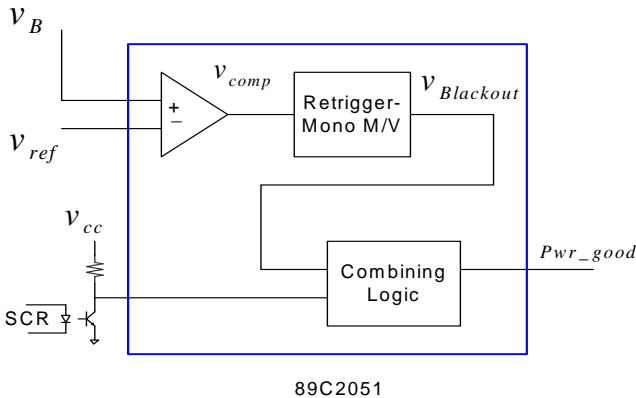 v_B
v_comp
v_Blackout
+
−
Retrigger-
Mono M/V
v_ref
v_cc
Pwr_good
Combining
Logic
SCR
89C2051